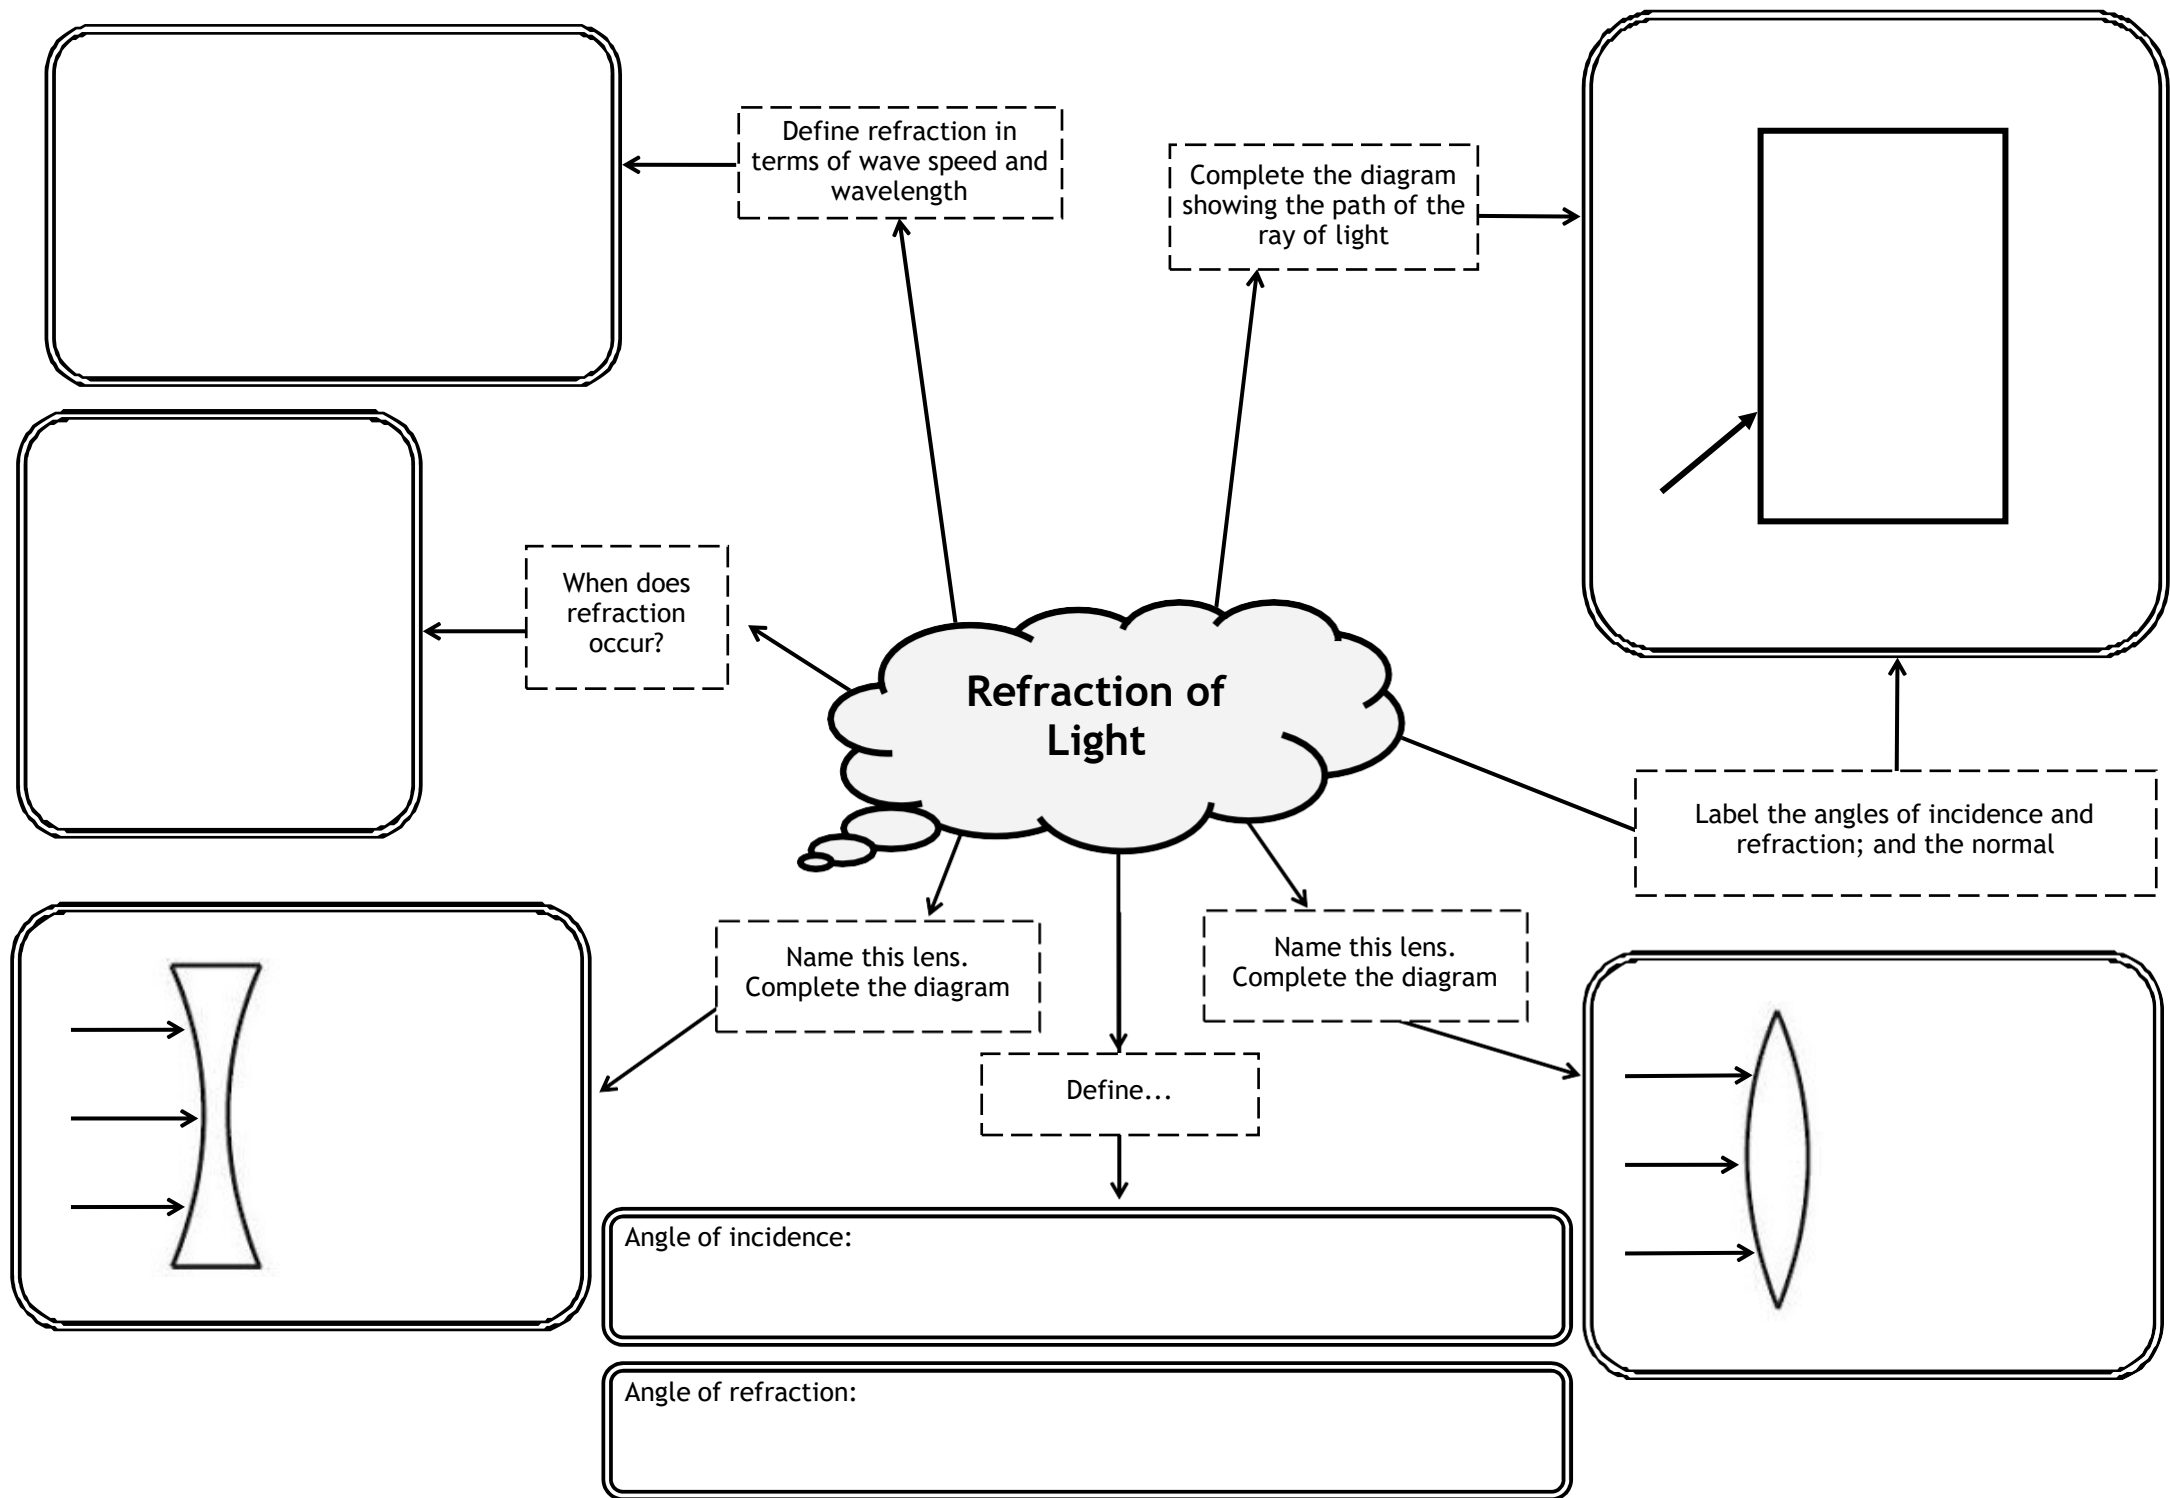 Define refraction in
terms of wave speed and
wavelength
Complete the diagram
showing the path of the
ray of light
When does
refraction
occur?
Refraction of
Light
Label the angles of incidence and
refraction; and the normal
Name this lens.
Complete the diagram
Name this lens.
Complete the diagram
Define...
Angle of incidence:
Angle of refraction: